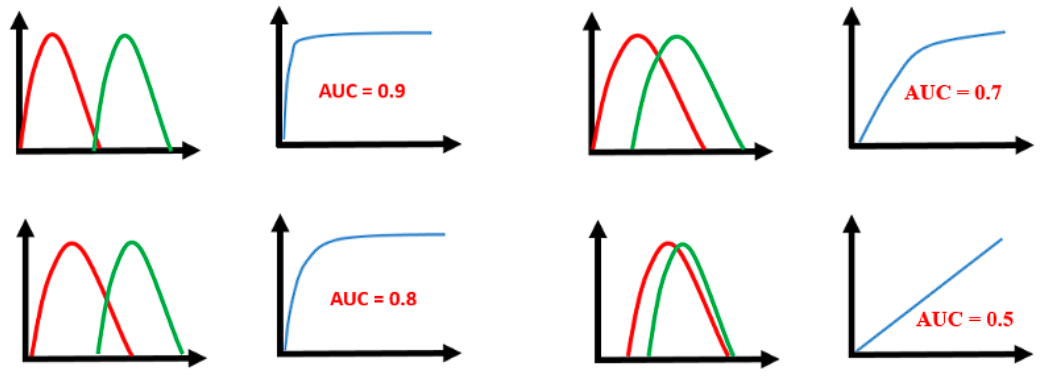 AUC = 0.9
AUC = 0.7
AUC = 0.8
AUC = 0.5